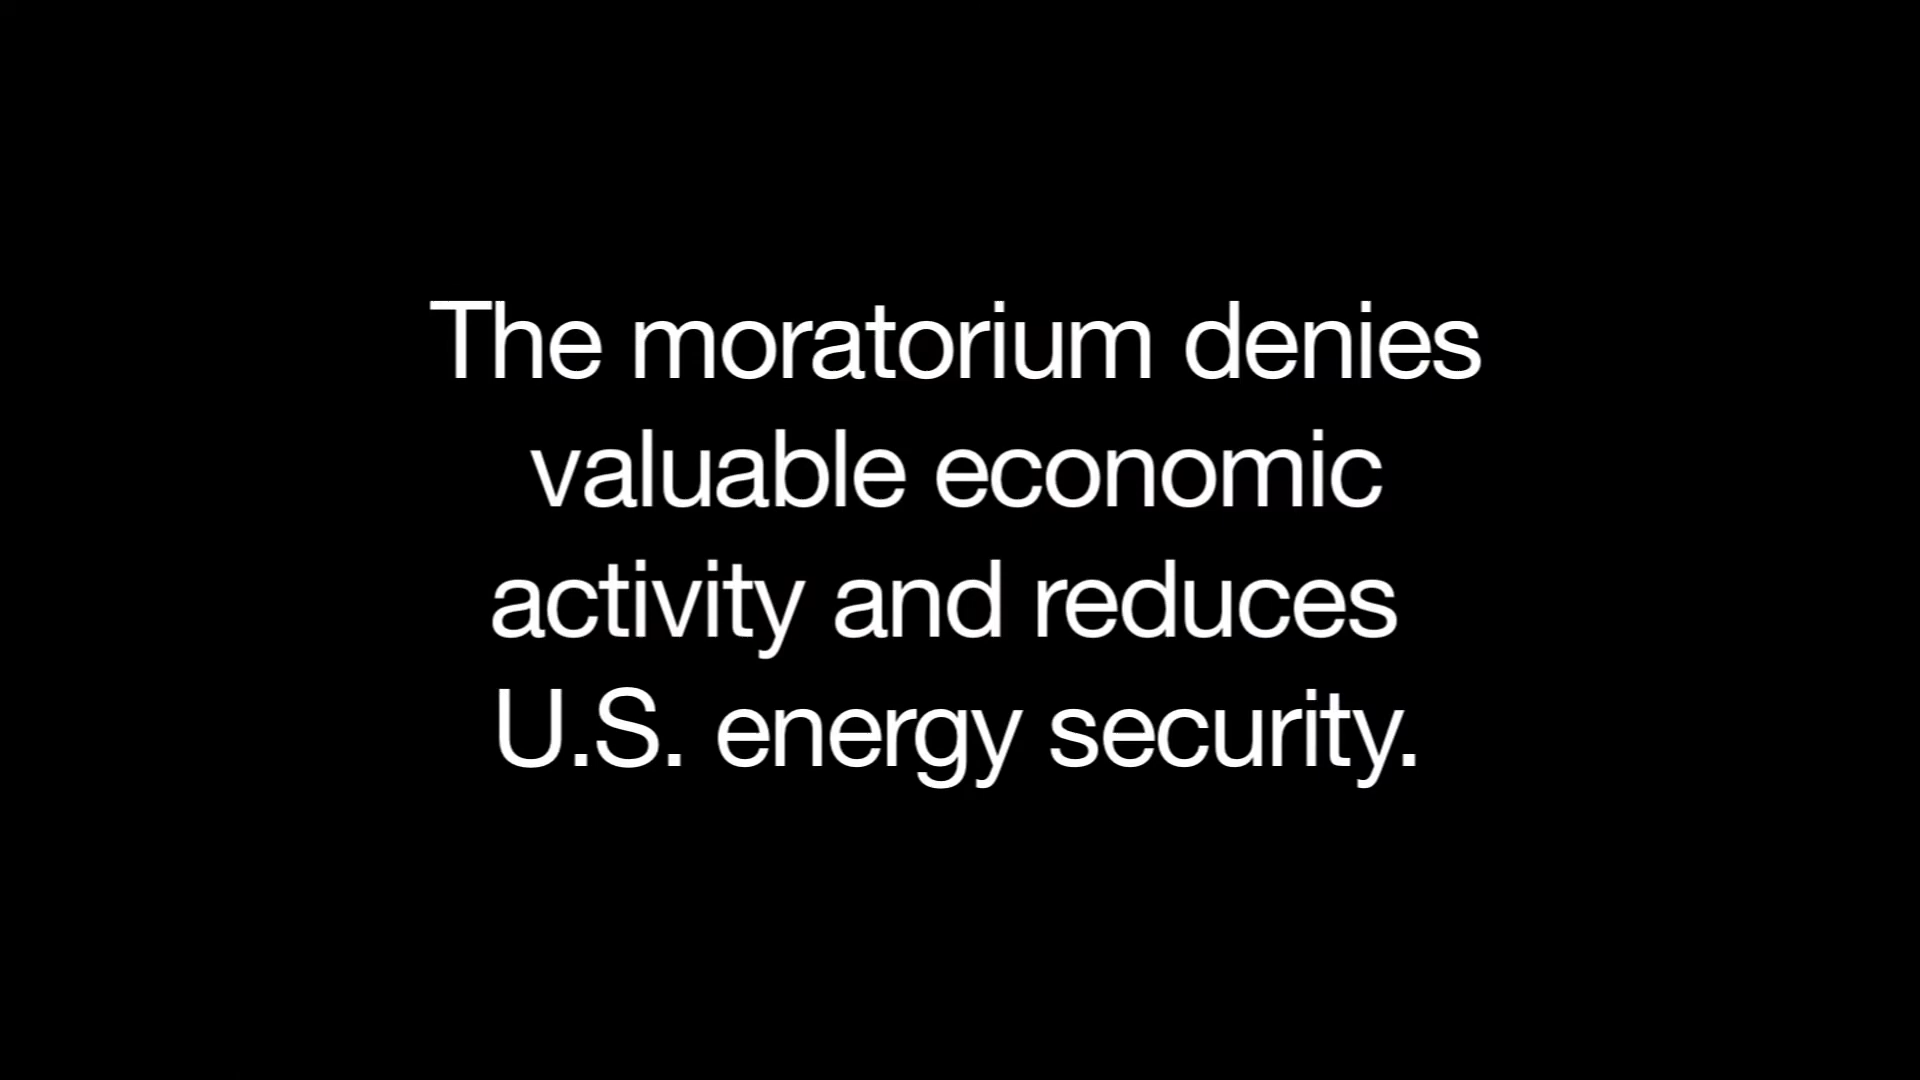 The moratorium denies
valuable economic
activity and reduces
U.S. energy security.